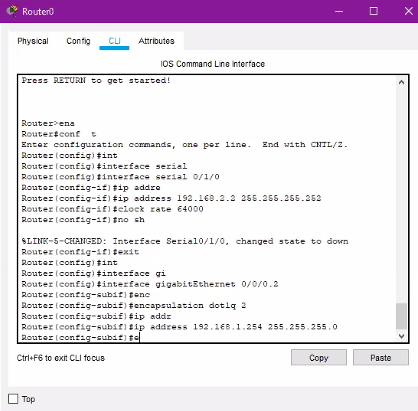 Router0
Physical Config CLI Attributes
IOS Command Line Interface
Press RETURN to get started!
Router>ena
Router#conf t
Enter configuration commands, one per line. End with CNTL/Z.
Router(config)#int
Router(config)#interface serial
Router(config)#interface serial 0/1/0
Router(config-if)#ip addre
Router(config-if)#ip address 192.168.2.2 255.255.255.252
Router(config-if)#clock rate 64000
Router(config-if)#no sh
%LINK-5-CHANGED: Interface Serial0/1/0, changed state to down
Router(config-if)#exit
Router(config)#int
Router(config)#interface gi
Router(config)#interface gigabitEthernet 0/0/0.2
Router(config-subif)#enc
Router(config-subif)#encapsulation dot1q 2
Router(config-subif)#ip addr
Router(config-subif)#ip address 192.168.1.254 255.255.255.0
Router(config-subif)#e
Ctrl+F6 to exit CLI focus
Copy Paste
Top